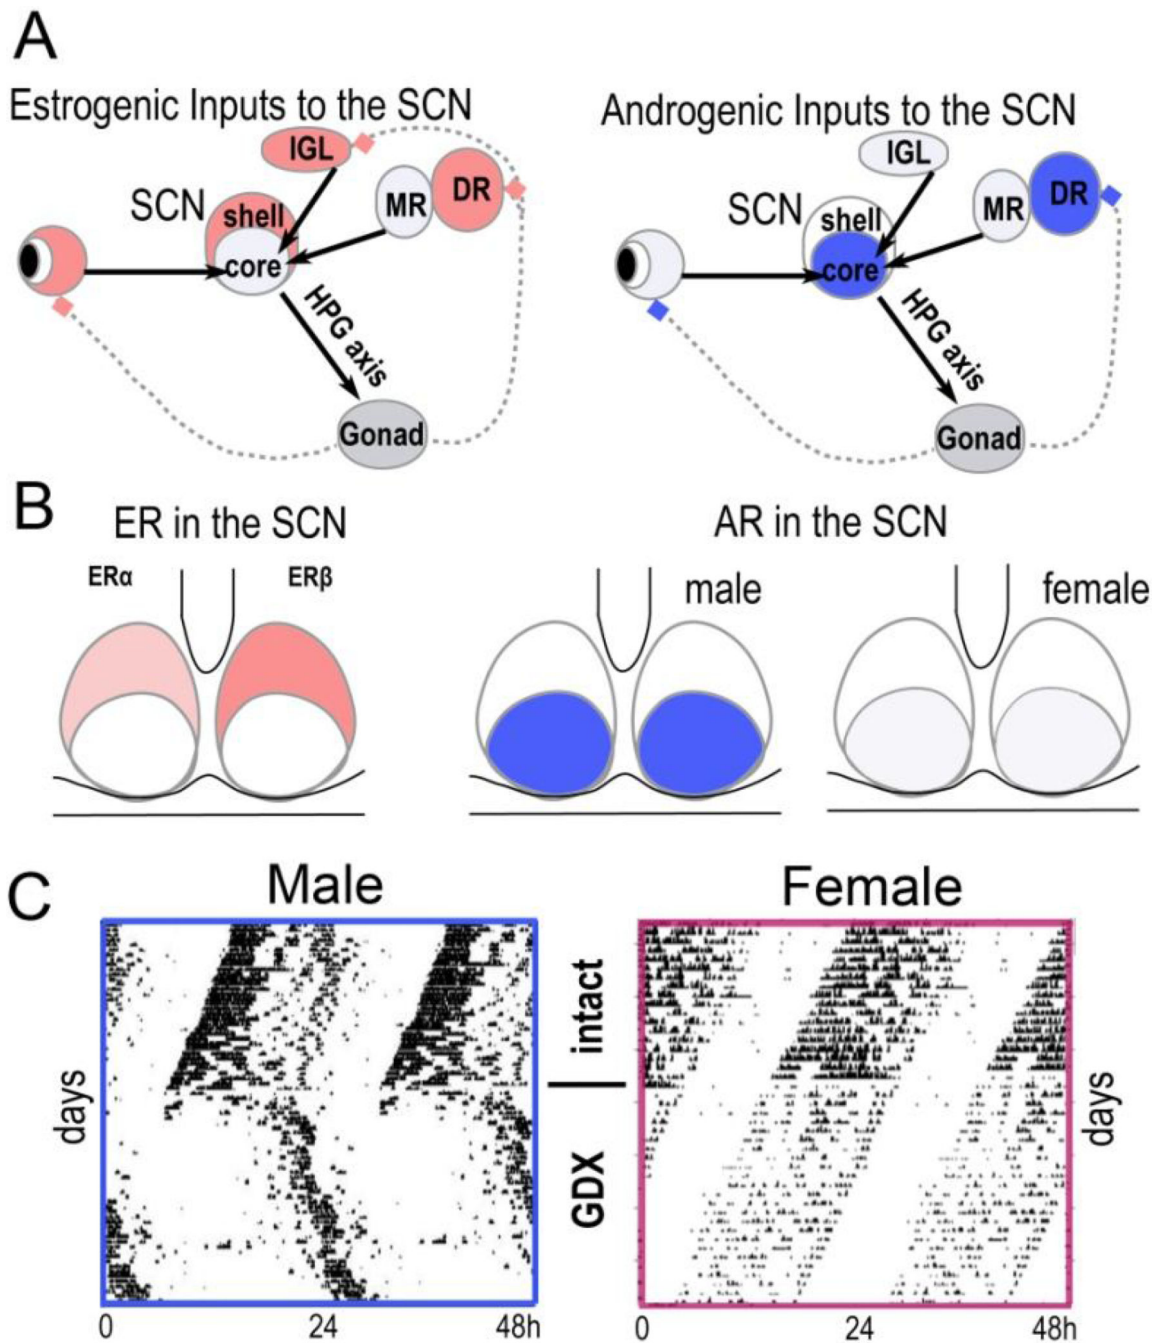 A
Estrogenic Inputs to the SCN
IGL
SCN
shell
core
MR
DR
HPG axis
Gonad
Androgenic Inputs to the SCN
IGL
SCN
shell
core
MR
DR
HPG axis
Gonad
B
ER in the SCN
ERα
ERβ
AR in the SCN
male
female
C
Male
Female
days
intact
GDX
days
0
24
48h
0
24
48h